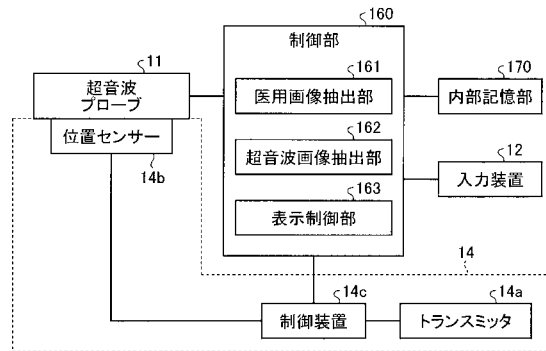 160
制御部
11
超音波
プローブ
161
医用画像抽出部
170
内部記憶部
162
超音波画像抽出部
位置センサー
14b
12
入力装置
163
表示制御部
14
14c
制御装置
14a
トランスミッタ